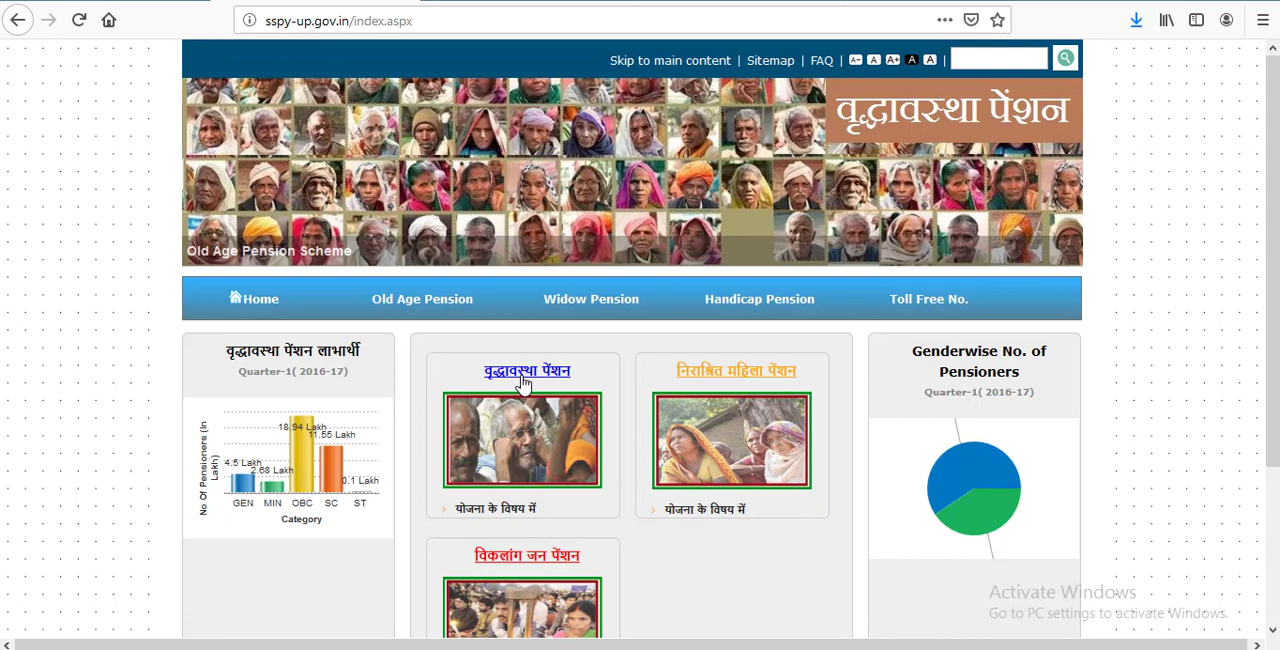 sspy-up.gov.in/index.aspx
Skip to main content | Sitemap | FAQ | A- A A+ A A |
वृद्धावस्था पेंशन
Old Age Pension Scheme
Home Old Age Pension Widow Pension Handicap Pension Toll Free No.
वृद्धावस्था पेंशन लाभार्थी
Quarter-1( 2016-17)
No Of Pensioners (In Lakh)
4.5 Lakh
2.68 Lakh
18.94 Lakh
11.55 Lakh
0.1 Lakh
GEN MIN OBC SC ST
Category
वृद्धावस्था पेंशन
योजना के विषय में
निराश्रित महिला पेंशन
योजना के विषय में
विकलांग जन पेंशन
Genderwise No. of
Pensioners
Quarter-1( 2016-17)
Activate Windows
Go to PC settings to activate Windows.